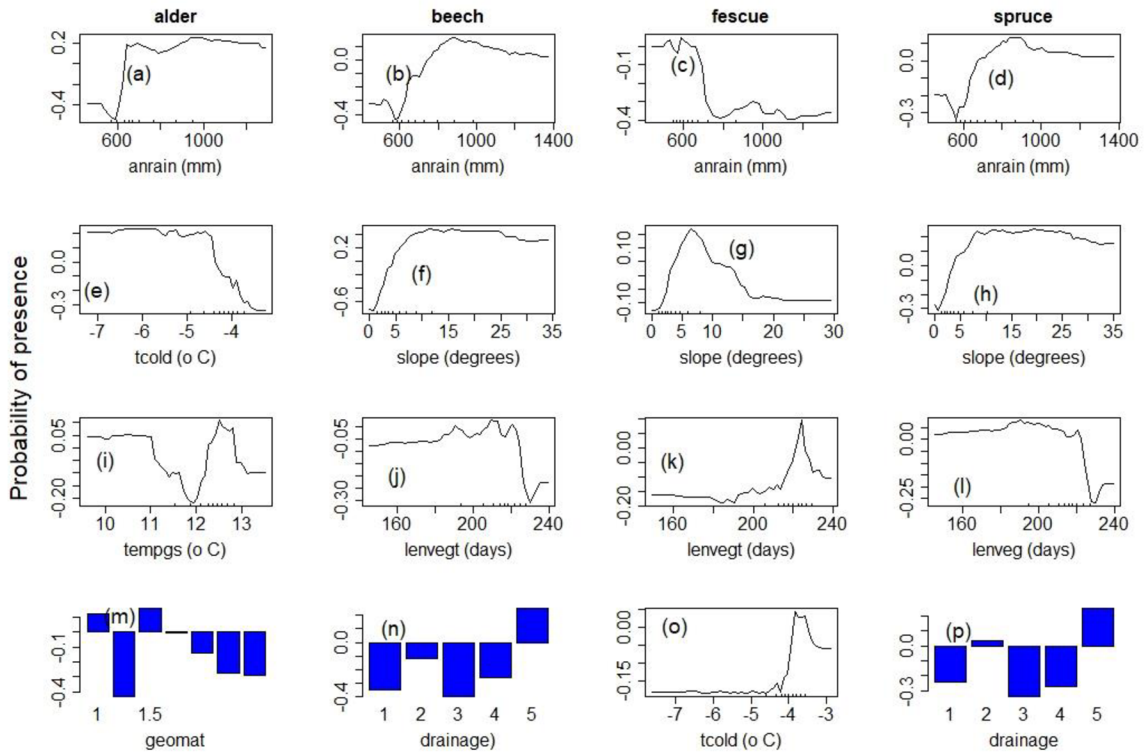 alder beech fescue spruce
0.2 0.0 -0.1 0.0
(a) (b) (c) (d)
-0.4 -0.4 -0.4 -0.3
600 1000 600 1000 1400 600 1000 600 1000 1400
anrain (mm) anrain (mm) anrain (mm) anrain (mm)
Probability of presence
0.0 0.2 0.10 0.0
(e) (f) (g) (h)
-0.3 -0.6 -0.10 -0.3
-7 -6 -5 -4 0 5 15 25 35 0 5 10 20 30 0 5 15 25 35
tcold (o C) slope (degrees) slope (degrees) slope (degrees)
0.05 -0.05 0.00 0.00
(i) (j) (k) (l)
-0.20 -0.30 -0.20 -0.25
10 11 12 13 160 200 240 160 200 240 160 200 240
tempgs (o C) lenvegt (days) lenvegt (days) lenveg (days)
(m) (n) (o) (p)
-0.1 0.0 0.00 0.0
-0.4 -0.4 -0.15 -0.3
1 1.5 1 2 3 4 5 -7 -6 -5 -4 -3 1 2 3 4 5
geomat drainage) tcold (o C) drainage